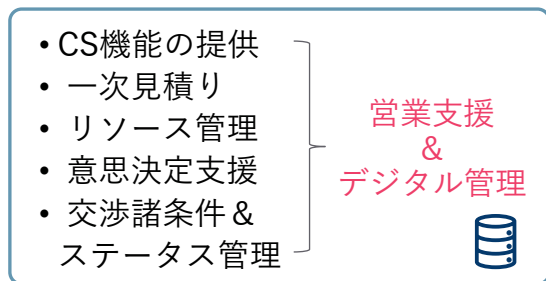 • CS機能の提供
• 一次見積り
• リソース管理
• 意思決定支援
• 交渉諸条件＆
ステータス管理
営業支援
&
デジタル管理